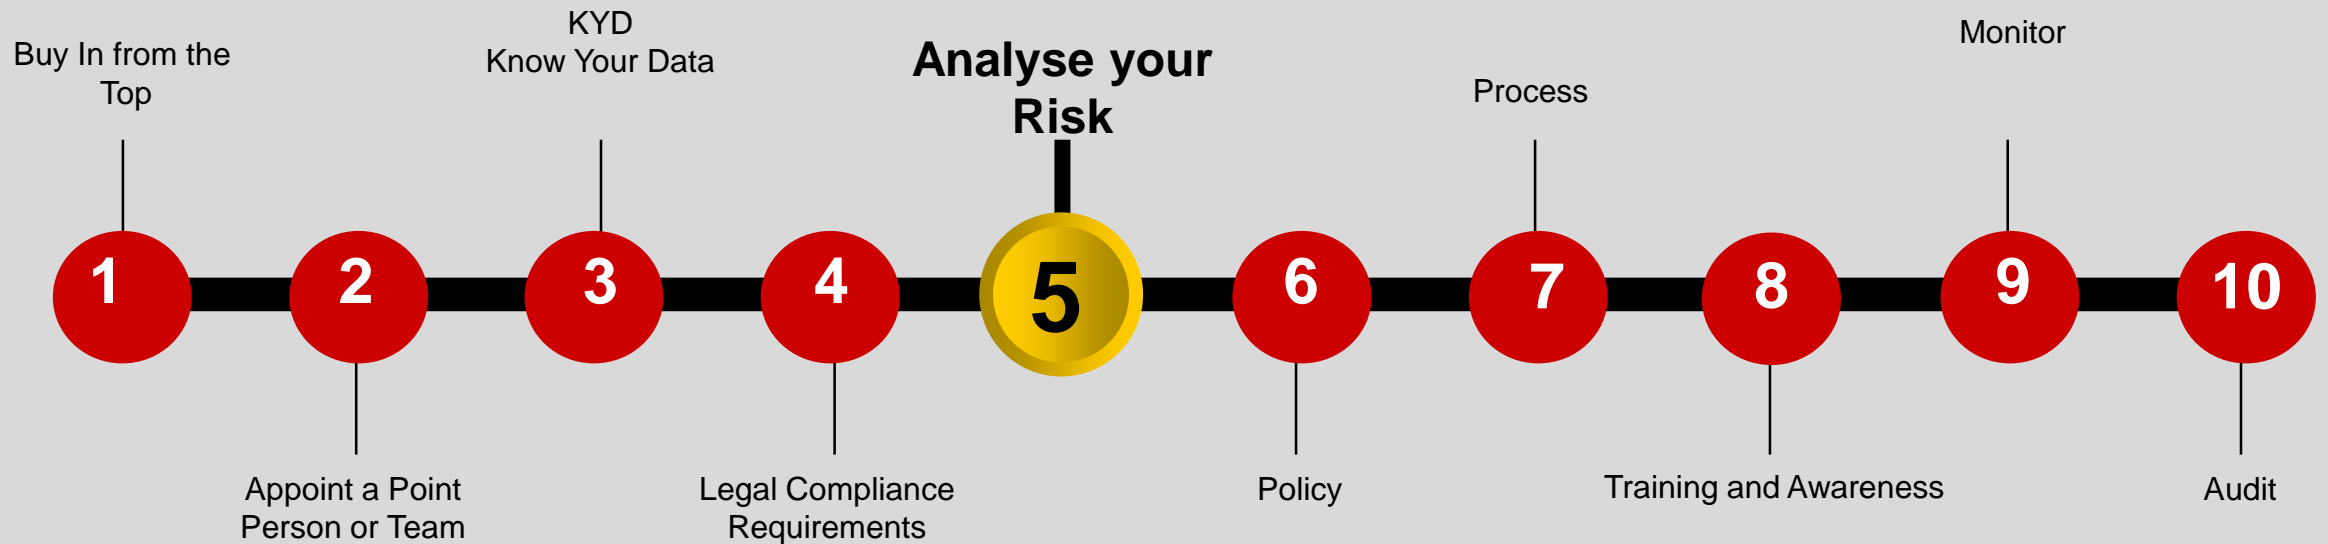 KYD
Know Your Data
Buy In from the
Top
Analyse your
Risk
Process
Monitor
1
2
3
4
5
6
7
8
9
10
Appoint a Point
Person or Team
Legal Compliance
Requirements
Policy
Training and Awareness
Audit